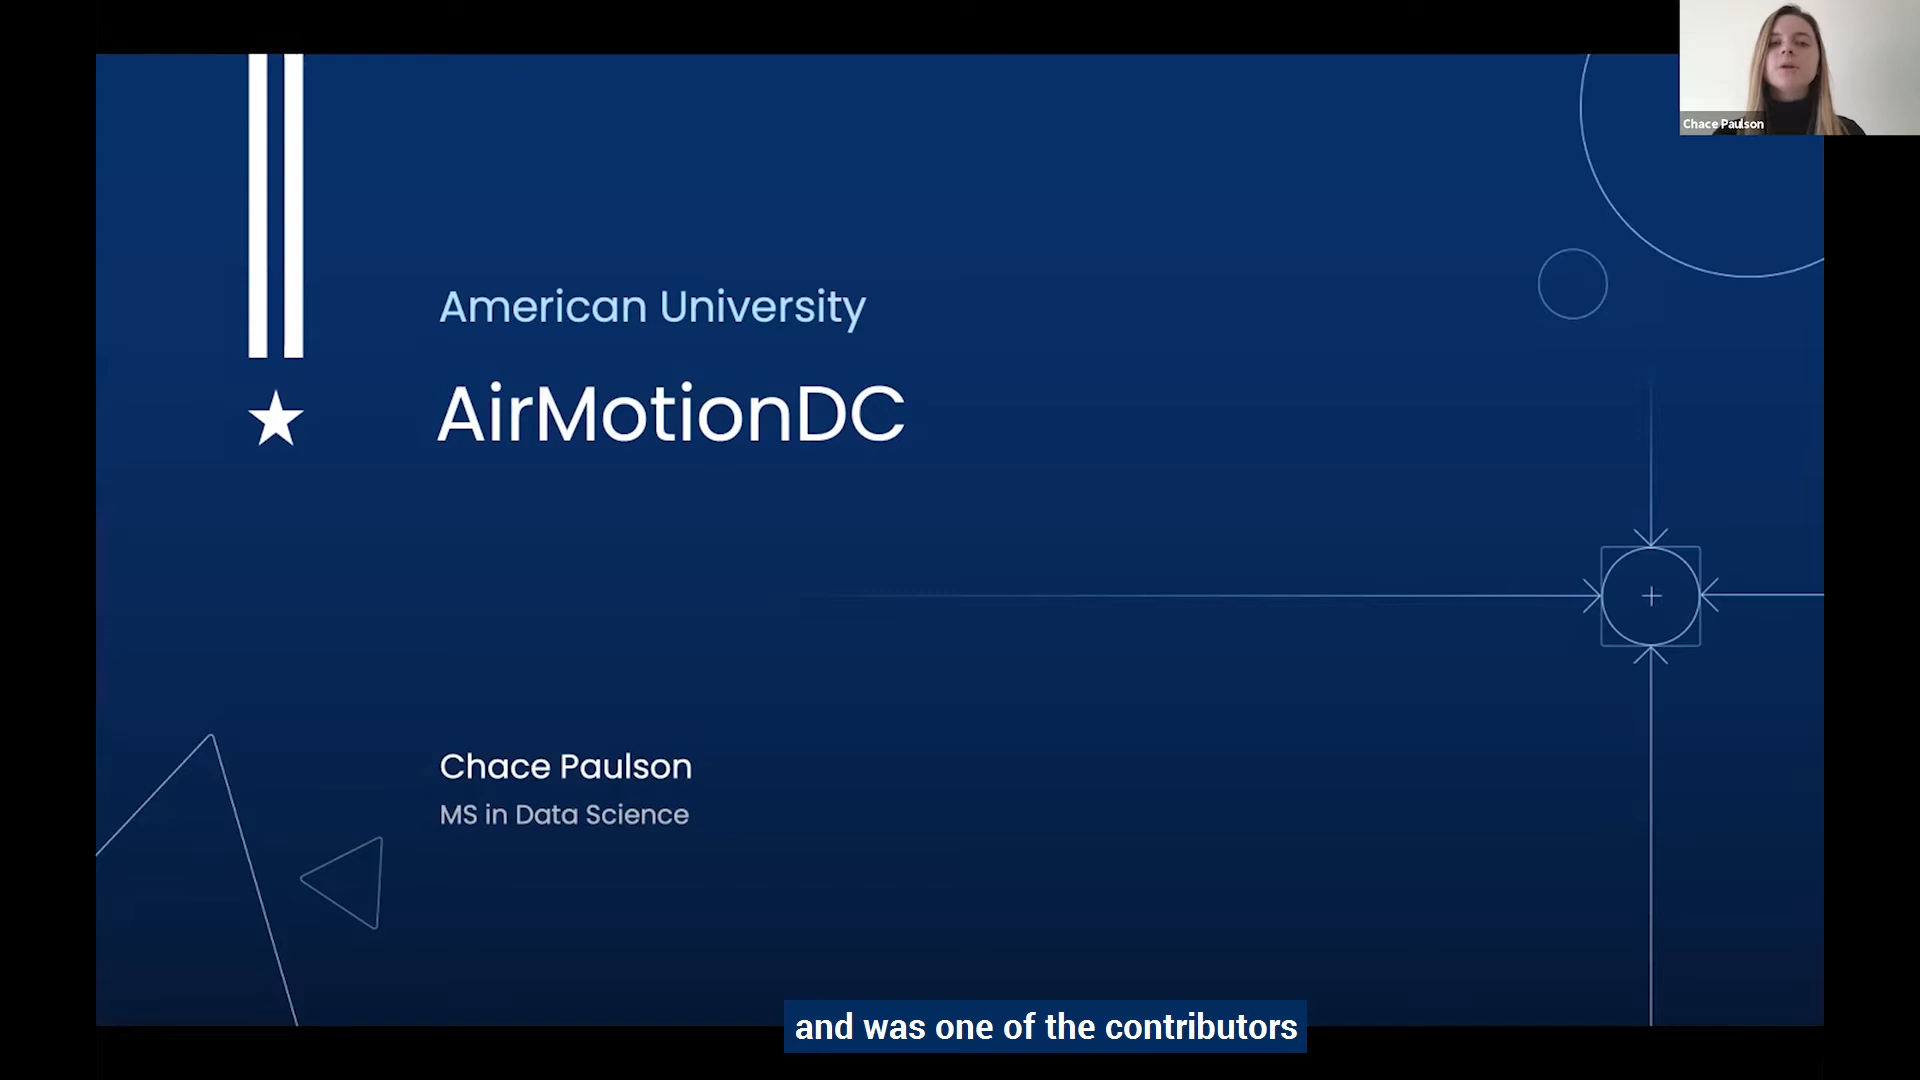 Chace Paulson
American University
AirMotionDC
Chace Paulson
MS in Data Science
and was one of the contributors